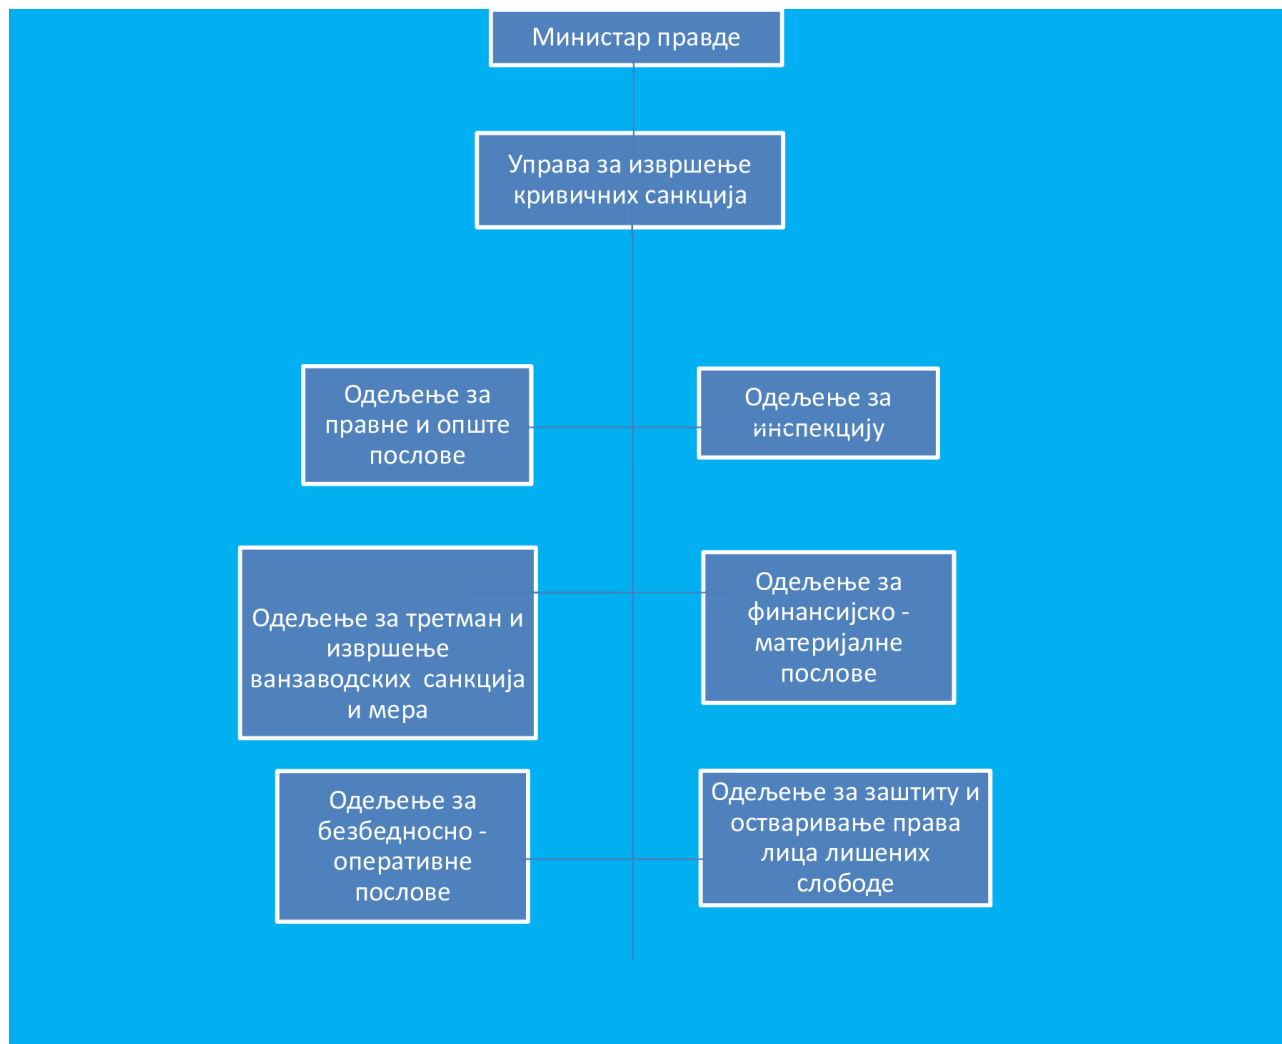 Министар правде
Управа за извршење
кривичних санкција
Одељење за
правне и опште
послове
Одељење за
инспекцију
Одељење за третман и
извршење
ванзаводских санкција
и мера
Одељење за
финансијско -
материјалне
послове
Одељење за
безбедносно -
оперативне
послове
Одељење за заштиту и
остваривање права
лица лишених
слободе